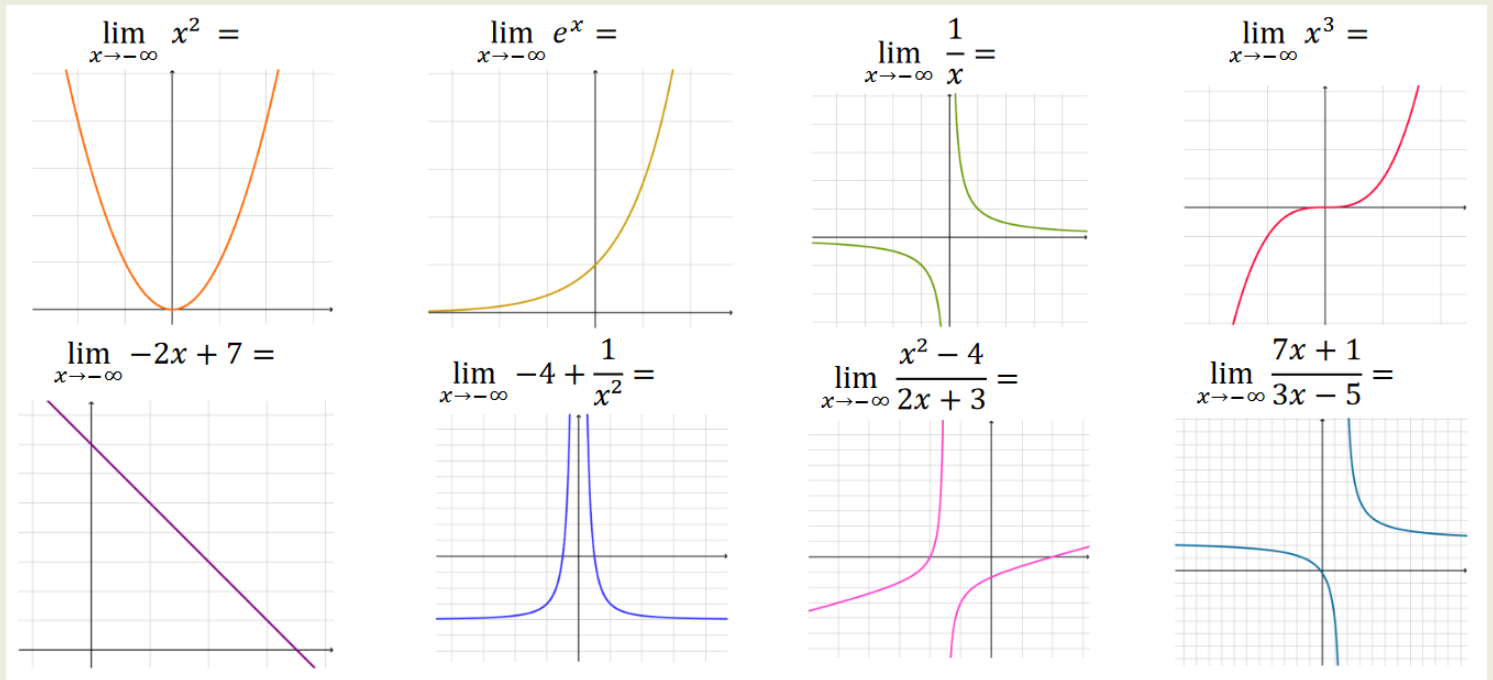 lim x→−∞ x² =
lim x→−∞ eˣ =
lim x→−∞ 1/x =
lim x→−∞ x³ =
lim x→−∞ −2x + 7 =
lim x→−∞ −4 + 1/x² =
lim x→−∞ (x² − 4)/(2x + 3) =
lim x→−∞ (7x + 1)/(3x − 5) =